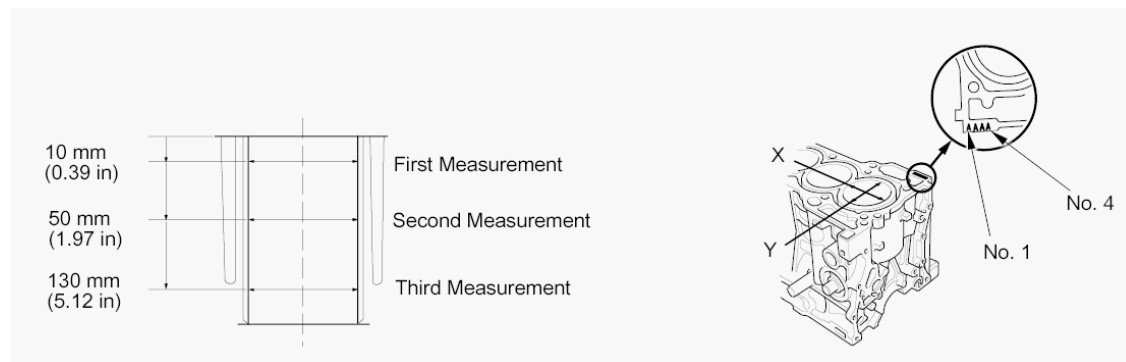 10 mm
(0.39 in)
First Measurement
50 mm
(1.97 in)
Second Measurement
130 mm
(5.12 in)
Third Measurement
X
Y
AAAA
No. 4
No. 1